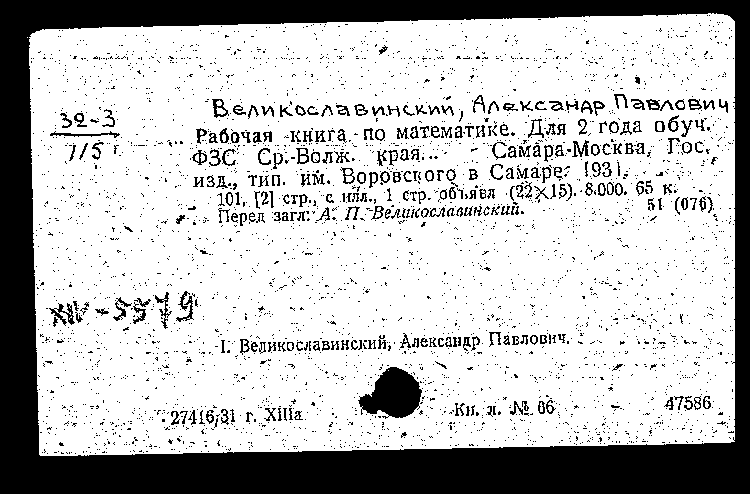 Великославинский, Александр Павлович
32-3
7/5
Рабочая книга по математике. Для 2 года обуч.
ФЗС Ср.-Волж. края... Самара-Москва, Гос.
изд., тип. им. Воровского в Самаре. 1931.
101, [2] стр., с илл., 1 стр. объявл (22×15). 8.000. 65 к.
Перед загл: А. П. Великославинский.
51 (076)
XIV-5579
I. Великославинский, Александр Павлович.
27416/31 г. XIIIа
Кн. л. № 66
47586